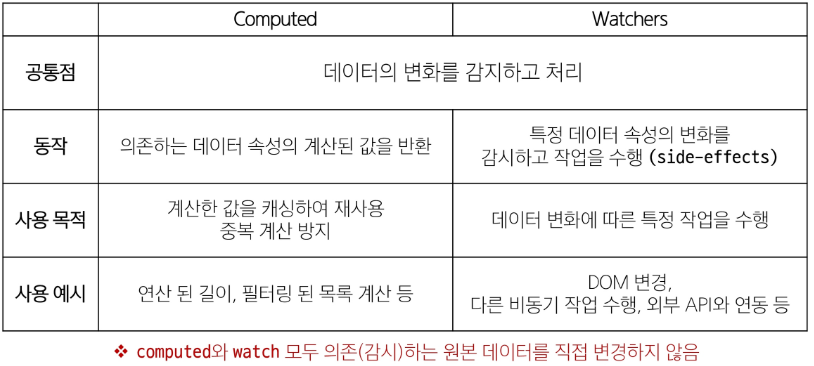 Computed
Watchers
공통점
데이터의 변화를 감지하고 처리
동작
의존하는 데이터 속성의 계산된 값을 반환
특정 데이터 속성의 변화를
감시하고 작업을 수행 (side-effects)
사용 목적
계산한 값을 캐싱하여 재사용
중복 계산 방지
데이터 변화에 따른 특정 작업을 수행
사용 예시
연산 된 길이, 필터링 된 목록 계산 등
DOM 변경,
다른 비동기 작업 수행, 외부 API와 연동 등
❖ computed와 watch 모두 의존(감시)하는 원본 데이터를 직접 변경하지 않음